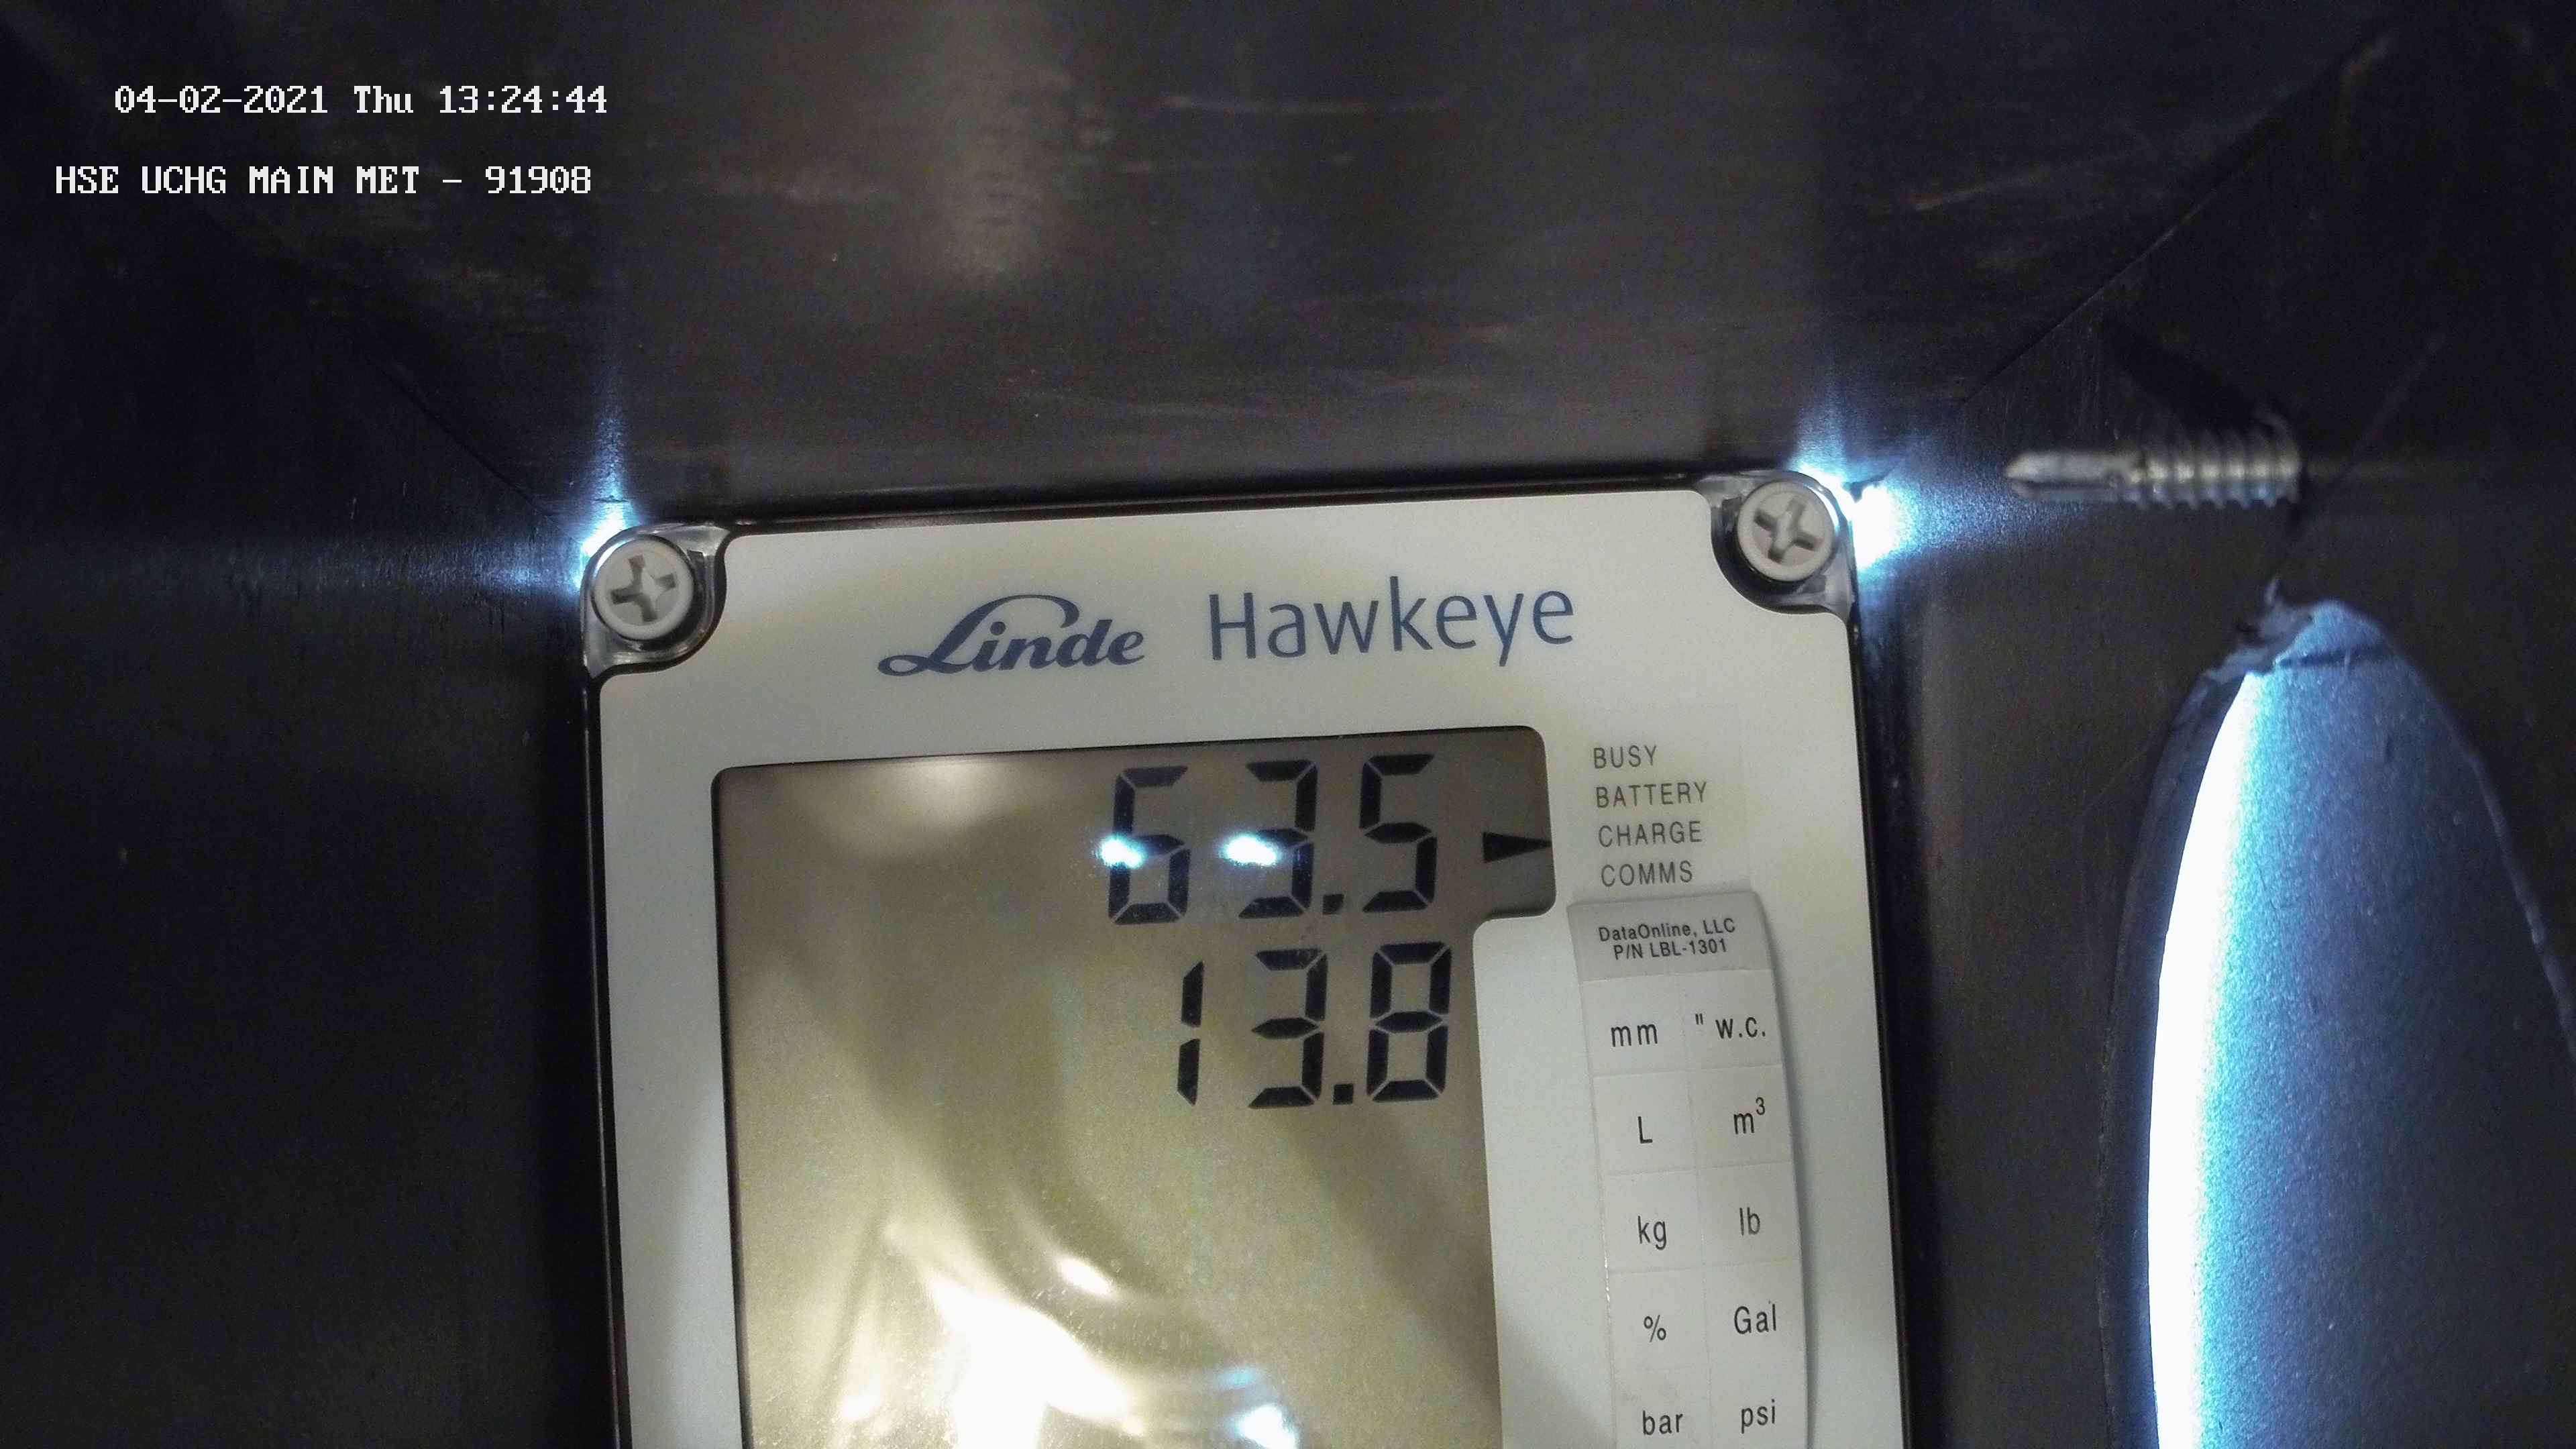 04-02-2021 Thu 13:24:44
HSE UCHG MAIN MET - 91908
Linde Hawkeye
63.5
13.8
BUSY
BATTERY
CHARGE
COMMS
DataOnline, LLC
P/N LBL-1301
mm " w.c.
L m³
kg lb
% Gal
bar psi